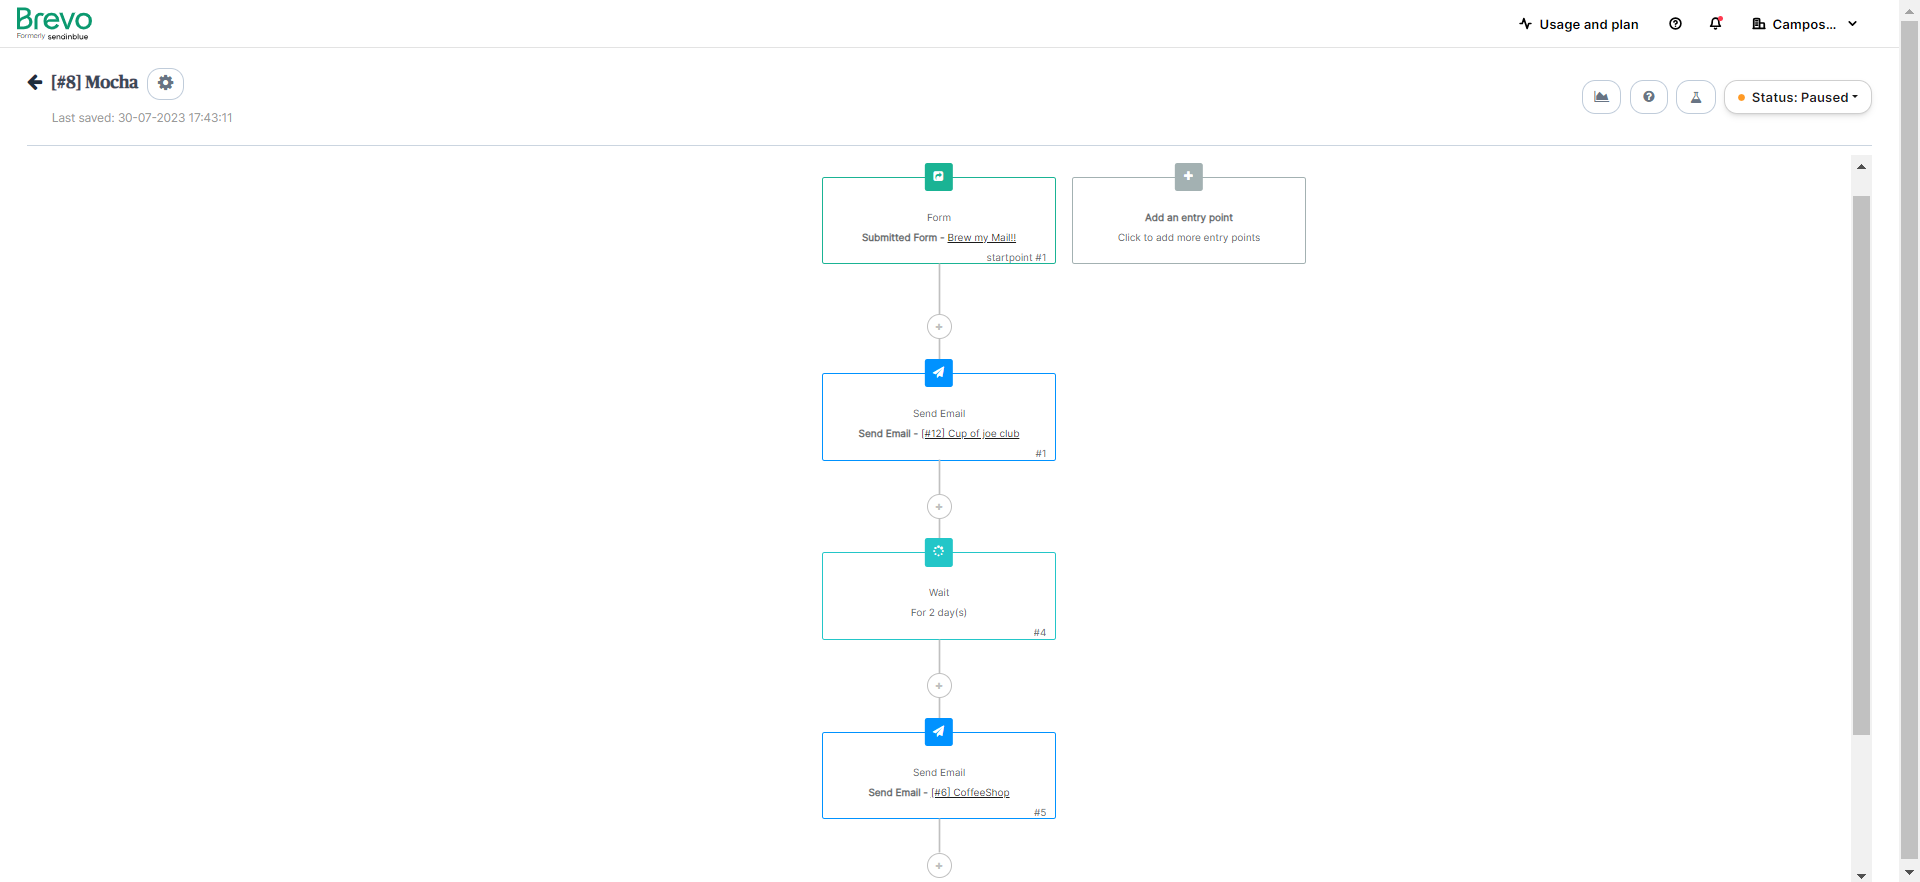 Brevo
Formerly sendinblue
Usage and plan
Campos...
[#8] Mocha
Last saved: 30-07-2023 17:43:11
Status: Paused
Form
Submitted Form - Brew my Mail!!
startpoint #1
Add an entry point
Click to add more entry points
Send Email
Send Email - [#12] Cup of joe club
#1
Wait
For 2 day(s)
#4
Send Email
Send Email - [#6] CoffeeShop
#5